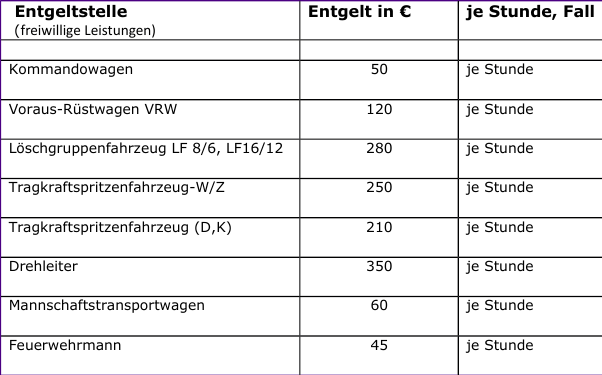 Entgeltstelle Entgelt in € je Stunde, Fall
(freiwillige Leistungen)
Kommandowagen 50 je Stunde
Voraus-Rüstwagen VRW 120 je Stunde
Löschgruppenfahrzeug LF 8/6, LF16/12 280 je Stunde
Tragkraftspritzenfahrzeug-W/Z 250 je Stunde
Tragkraftspritzenfahrzeug (D,K) 210 je Stunde
Drehleiter 350 je Stunde
Mannschaftstransportwagen 60 je Stunde
Feuerwehrmann 45 je Stunde